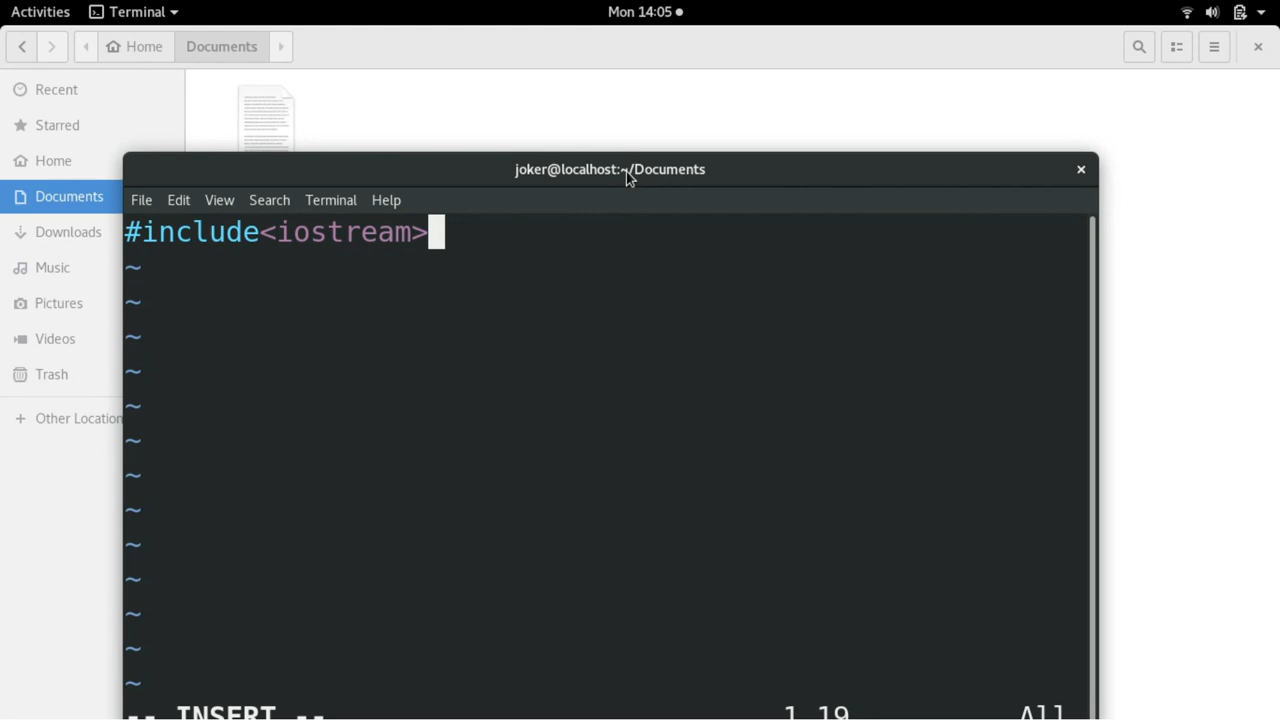 Activities Terminal Mon 14:05
Home Documents
Recent
Starred
Home
Documents
Downloads
Music
Pictures
Videos
Trash
+ Other Location
joker@localhost:~/Documents
File Edit View Search Terminal Help
#include<iostream>
~
~
~
~
~
~
~
~
~
~
~
~
~
-- INSERT -- 1,19 All